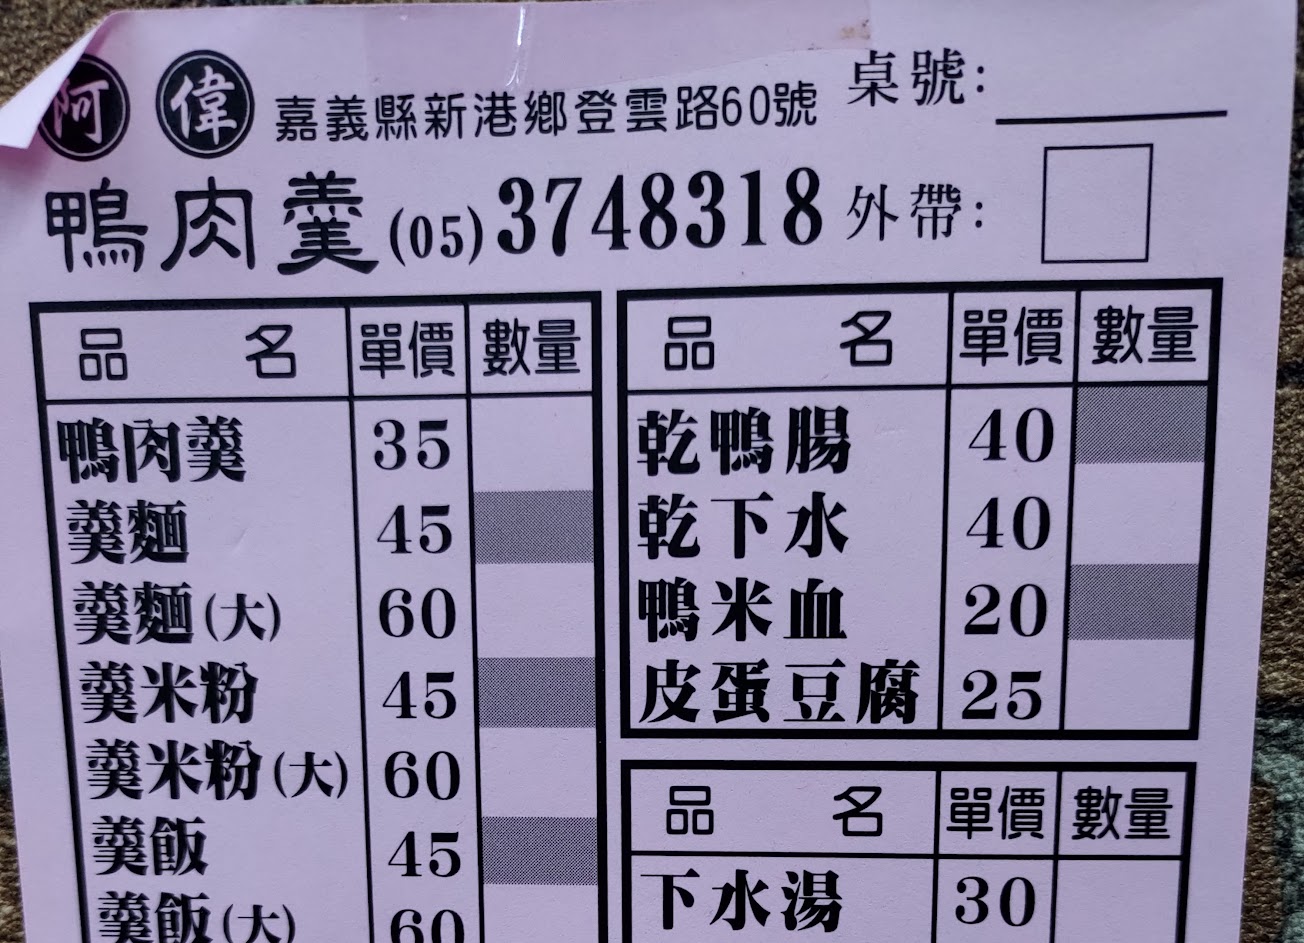 阿偉 嘉義縣新港鄉登雲路60號 桌號:
鴨肉羹 (05)3748318 外帶:
品名 單價 數量
鴨肉羹 35
羹麵 45
羹麵(大) 60
羹米粉 45
羹米粉(大) 60
羹飯 45
羹飯(大) 60
品名 單價 數量
乾鴨腸 40
乾下水 40
鴨米血 20
皮蛋豆腐 25
品名 單價 數量
下水湯 30